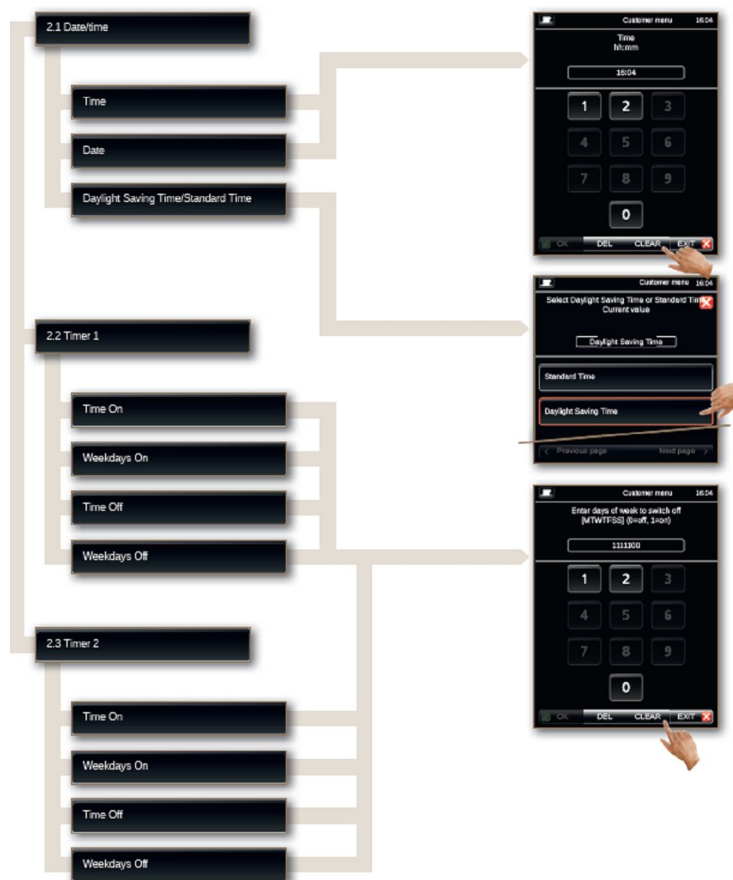 2.1 Date/time
Time
Date
Daylight Saving Time/Standard Time
2.2 Timer 1
Time On
Weekdays On
Time Off
Weekdays Off
2.3 Timer 2
Time On
Weekdays On
Time Off
Weekdays Off
Customer menu 16:04
Time
hh:mm
16:04
1 2 3
4 5 6
7 8 9
0
OK DEL CLEAR EXIT
Customer menu 16:04
Select Daylight Saving Time or Standard
Current value
Daylight Saving Time
Standard Time
Daylight Saving Time
< Previous page Next page >
Customer menu 16:04
Enter days of week to switch off
[MTWTFSS] (0=off, 1=on)
1111100
1 2 3
4 5 6
7 8 9
0
OK DEL CLEAR EXIT